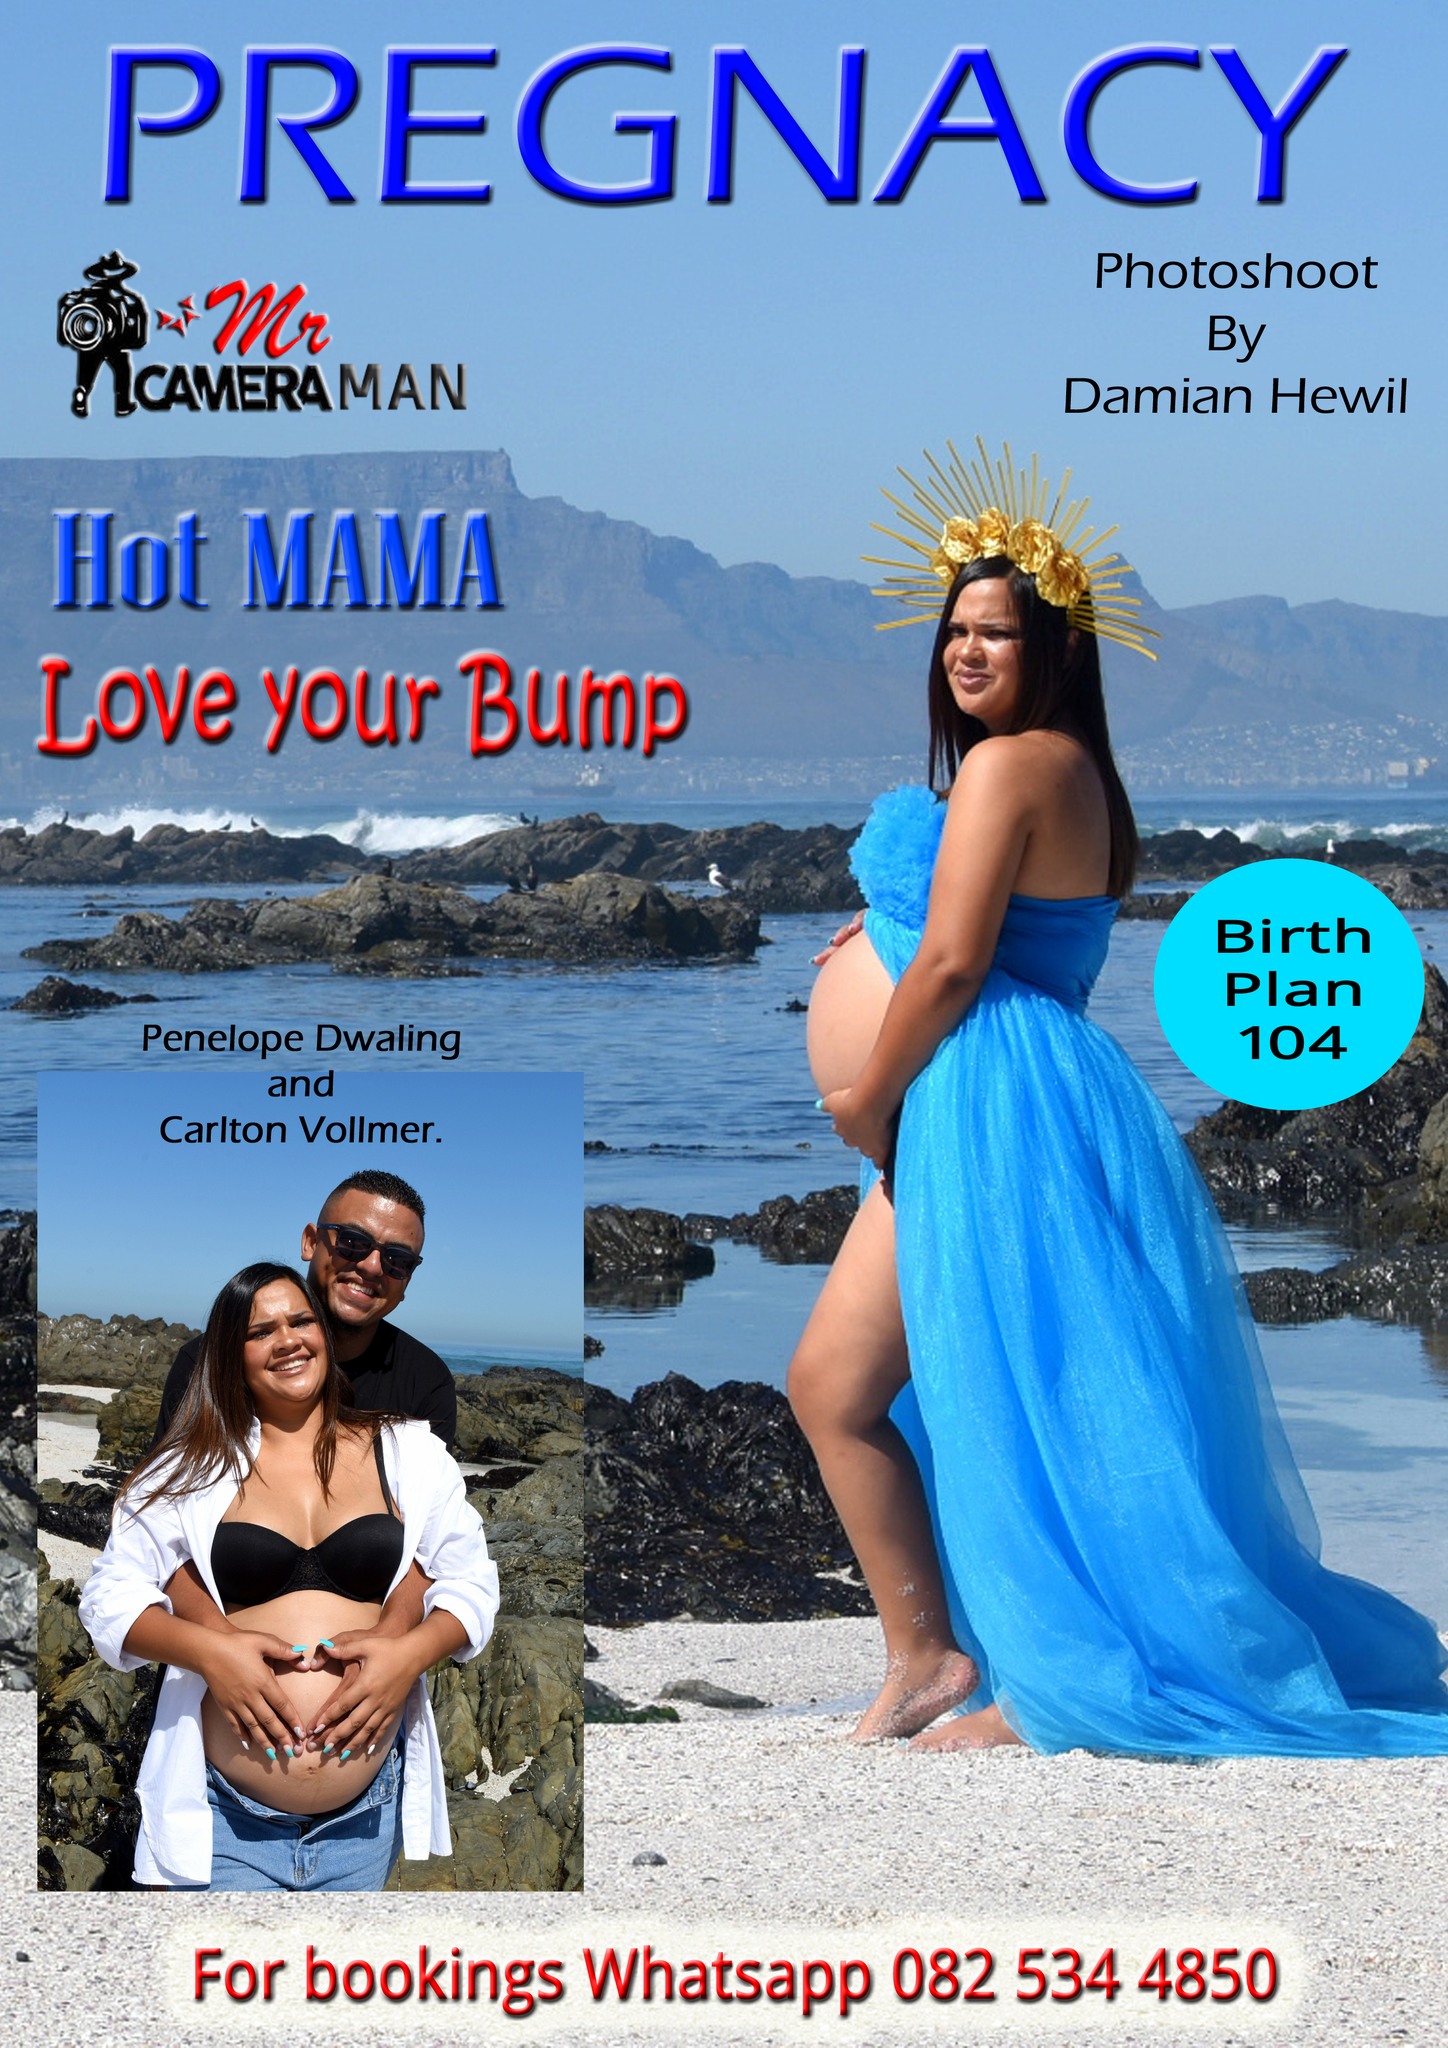 PREGNACY
Photoshoot
By
Damian Hewil
Mr
CAMERAMAN
Hot MAMA
Love your Bump
Birth
Plan
104
Penelope Dwaling
and
Carlton Vollmer.
For bookings Whatsapp 082 534 4850